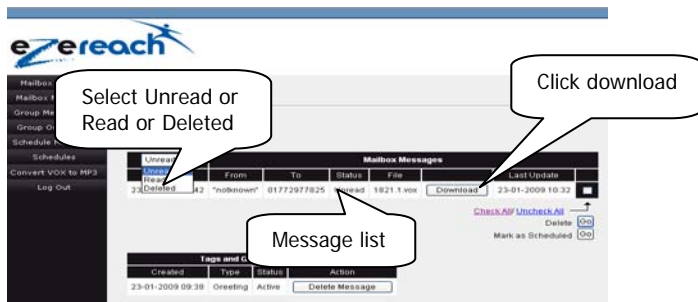 ezereach
Select Unread or
Read or Deleted
Click download
Mailbox
Mailbox
Group Me
Group O
Schedule
Schedules
Convert VOX to MP3
Log Out
Unread
Mailbox Messages
Unread
Read
Deleted
From To Status File Last Update
23 42 "notknown" 01772977825 Unread 1821.1.vox Download 23-01-2009 10:32
Check All/ Uncheck All
Delete Go
Mark as Scheduled Go
Message list
Tags and G
Created Type Status Action
23-01-2009 09:38 Greeting Active Delete Message